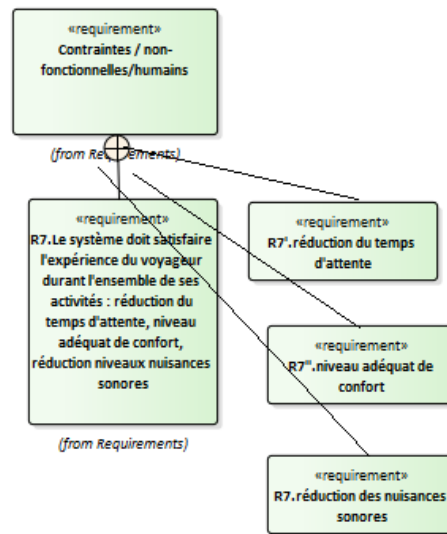 «requirement»
Contraintes / non-
fonctionnelles/humains
(from Requirements)
«requirement»
R7.Le système doit satisfaire
l'expérience du voyageur
durant l'ensemble de ses
activités : réduction du
temps d'attente, niveau
adéquat de confort,
réduction niveaux nuisances
sonores
(from Requirements)
«requirement»
R7'.réduction du temps
d'attente
«requirement»
R7''.niveau adéquat de
confort
«requirement»
R7.réduction des nuisances
sonores